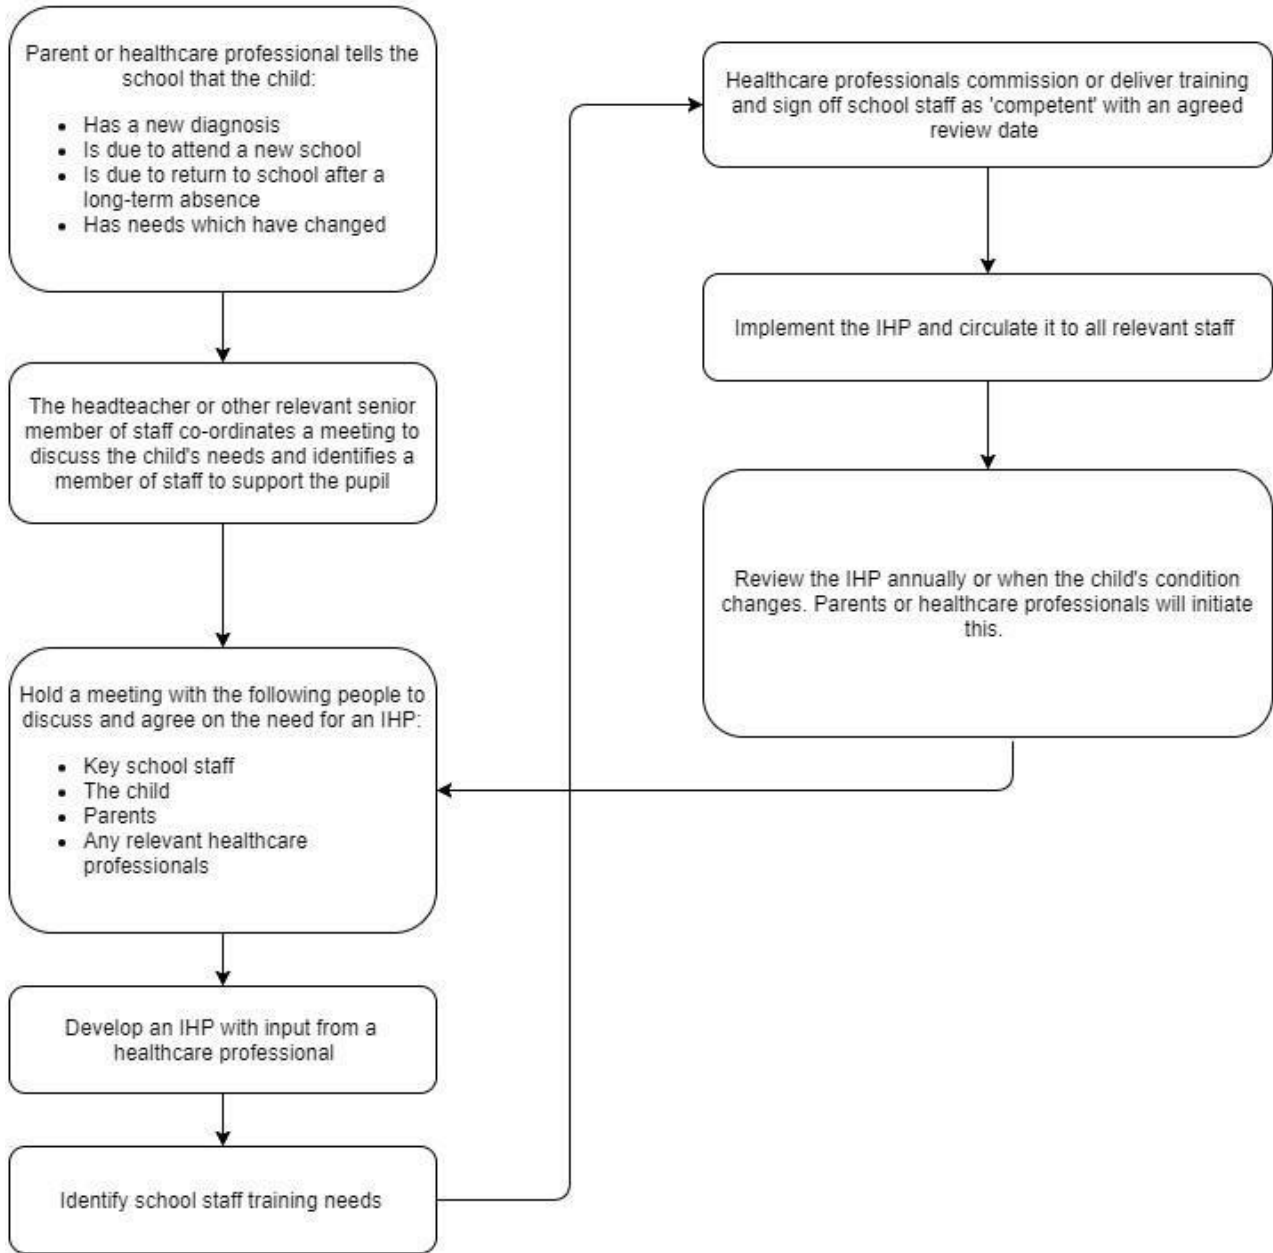 Parent or healthcare professional tells the
school that the child:
• Has a new diagnosis
• Is due to attend a new school
• Is due to return to school after a
long-term absence
• Has needs which have changed
The headteacher or other relevant senior
member of staff co-ordinates a meeting to
discuss the child's needs and identifies a
member of staff to support the pupil
Hold a meeting with the following people to
discuss and agree on the need for an IHP:
• Key school staff
• The child
• Parents
• Any relevant healthcare
professionals
Develop an IHP with input from a
healthcare professional
Identify school staff training needs
Healthcare professionals commission or deliver training
and sign off school staff as 'competent' with an agreed
review date
Implement the IHP and circulate it to all relevant staff
Review the IHP annually or when the child's condition
changes. Parents or healthcare professionals will initiate
this.